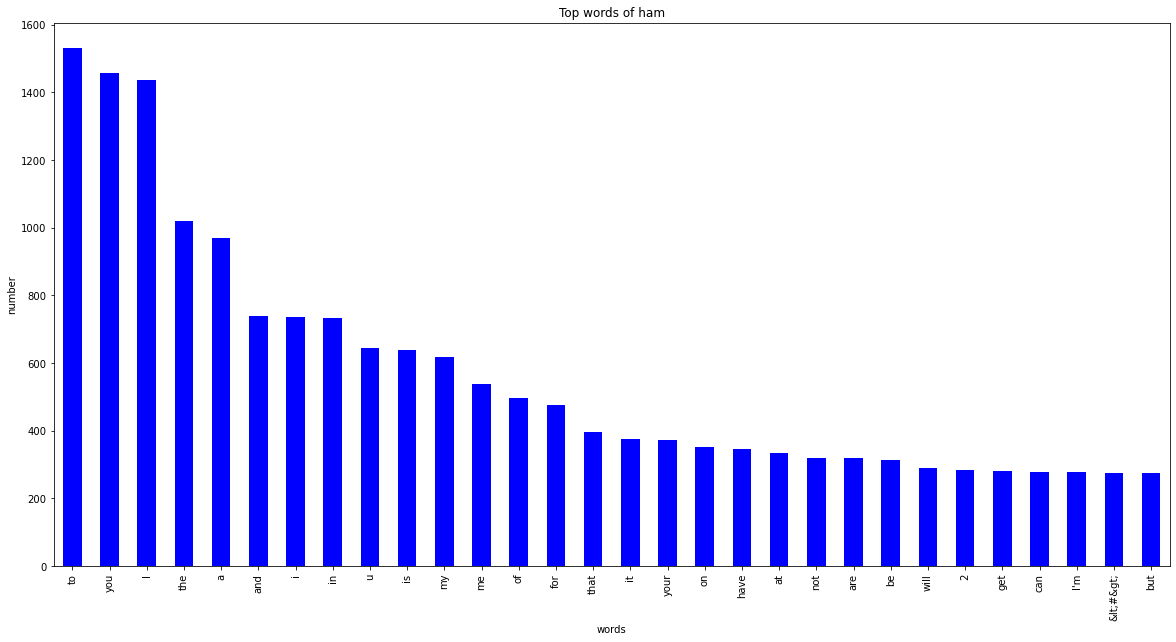 Top words of ham
number
1600
1400
1200
1000
800
600
400
200
0
to
you
I
the
a
and
i
in
u
is
my
me
of
for
that
it
your
on
have
at
not
are
be
will
2
get
can
I'm
&lt;#&gt;
but
words